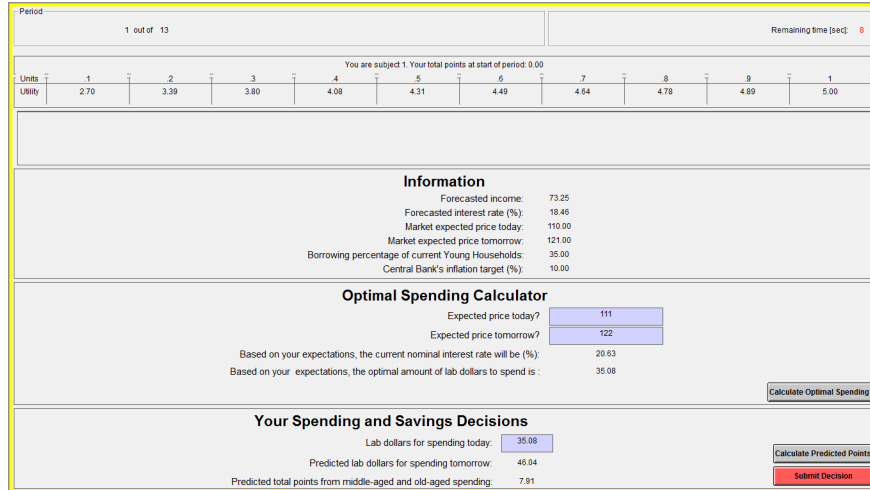 Period
1 out of 13
Remaining time [sec]: 8
You are subject 1. Your total points at start of period: 0.00
Units .1 .2 .3 .4 .5 .6 .7 .8 .9 1
Utility 2.70 3.39 3.80 4.08 4.31 4.49 4.64 4.78 4.89 5.00
Information
Forecasted income: 73.25
Forecasted interest rate (%): 18.46
Market expected price today: 110.00
Market expected price tomorrow: 121.00
Borrowing percentage of current Young Households: 35.00
Central Bank's inflation target (%): 10.00
Optimal Spending Calculator
Expected price today? 111
Expected price tomorrow? 122
Based on your expectations, the current nominal interest rate will be (%): 20.63
Based on your expectations, the optimal amount of lab dollars to spend is : 35.08
Calculate Optimal Spending
Your Spending and Savings Decisions
Lab dollars for spending today: 35.08
Predicted lab dollars for spending tomorrow: 46.04
Calculate Predicted Points
Predicted total points from middle-aged and old-aged spending: 7.91
Submit Decision